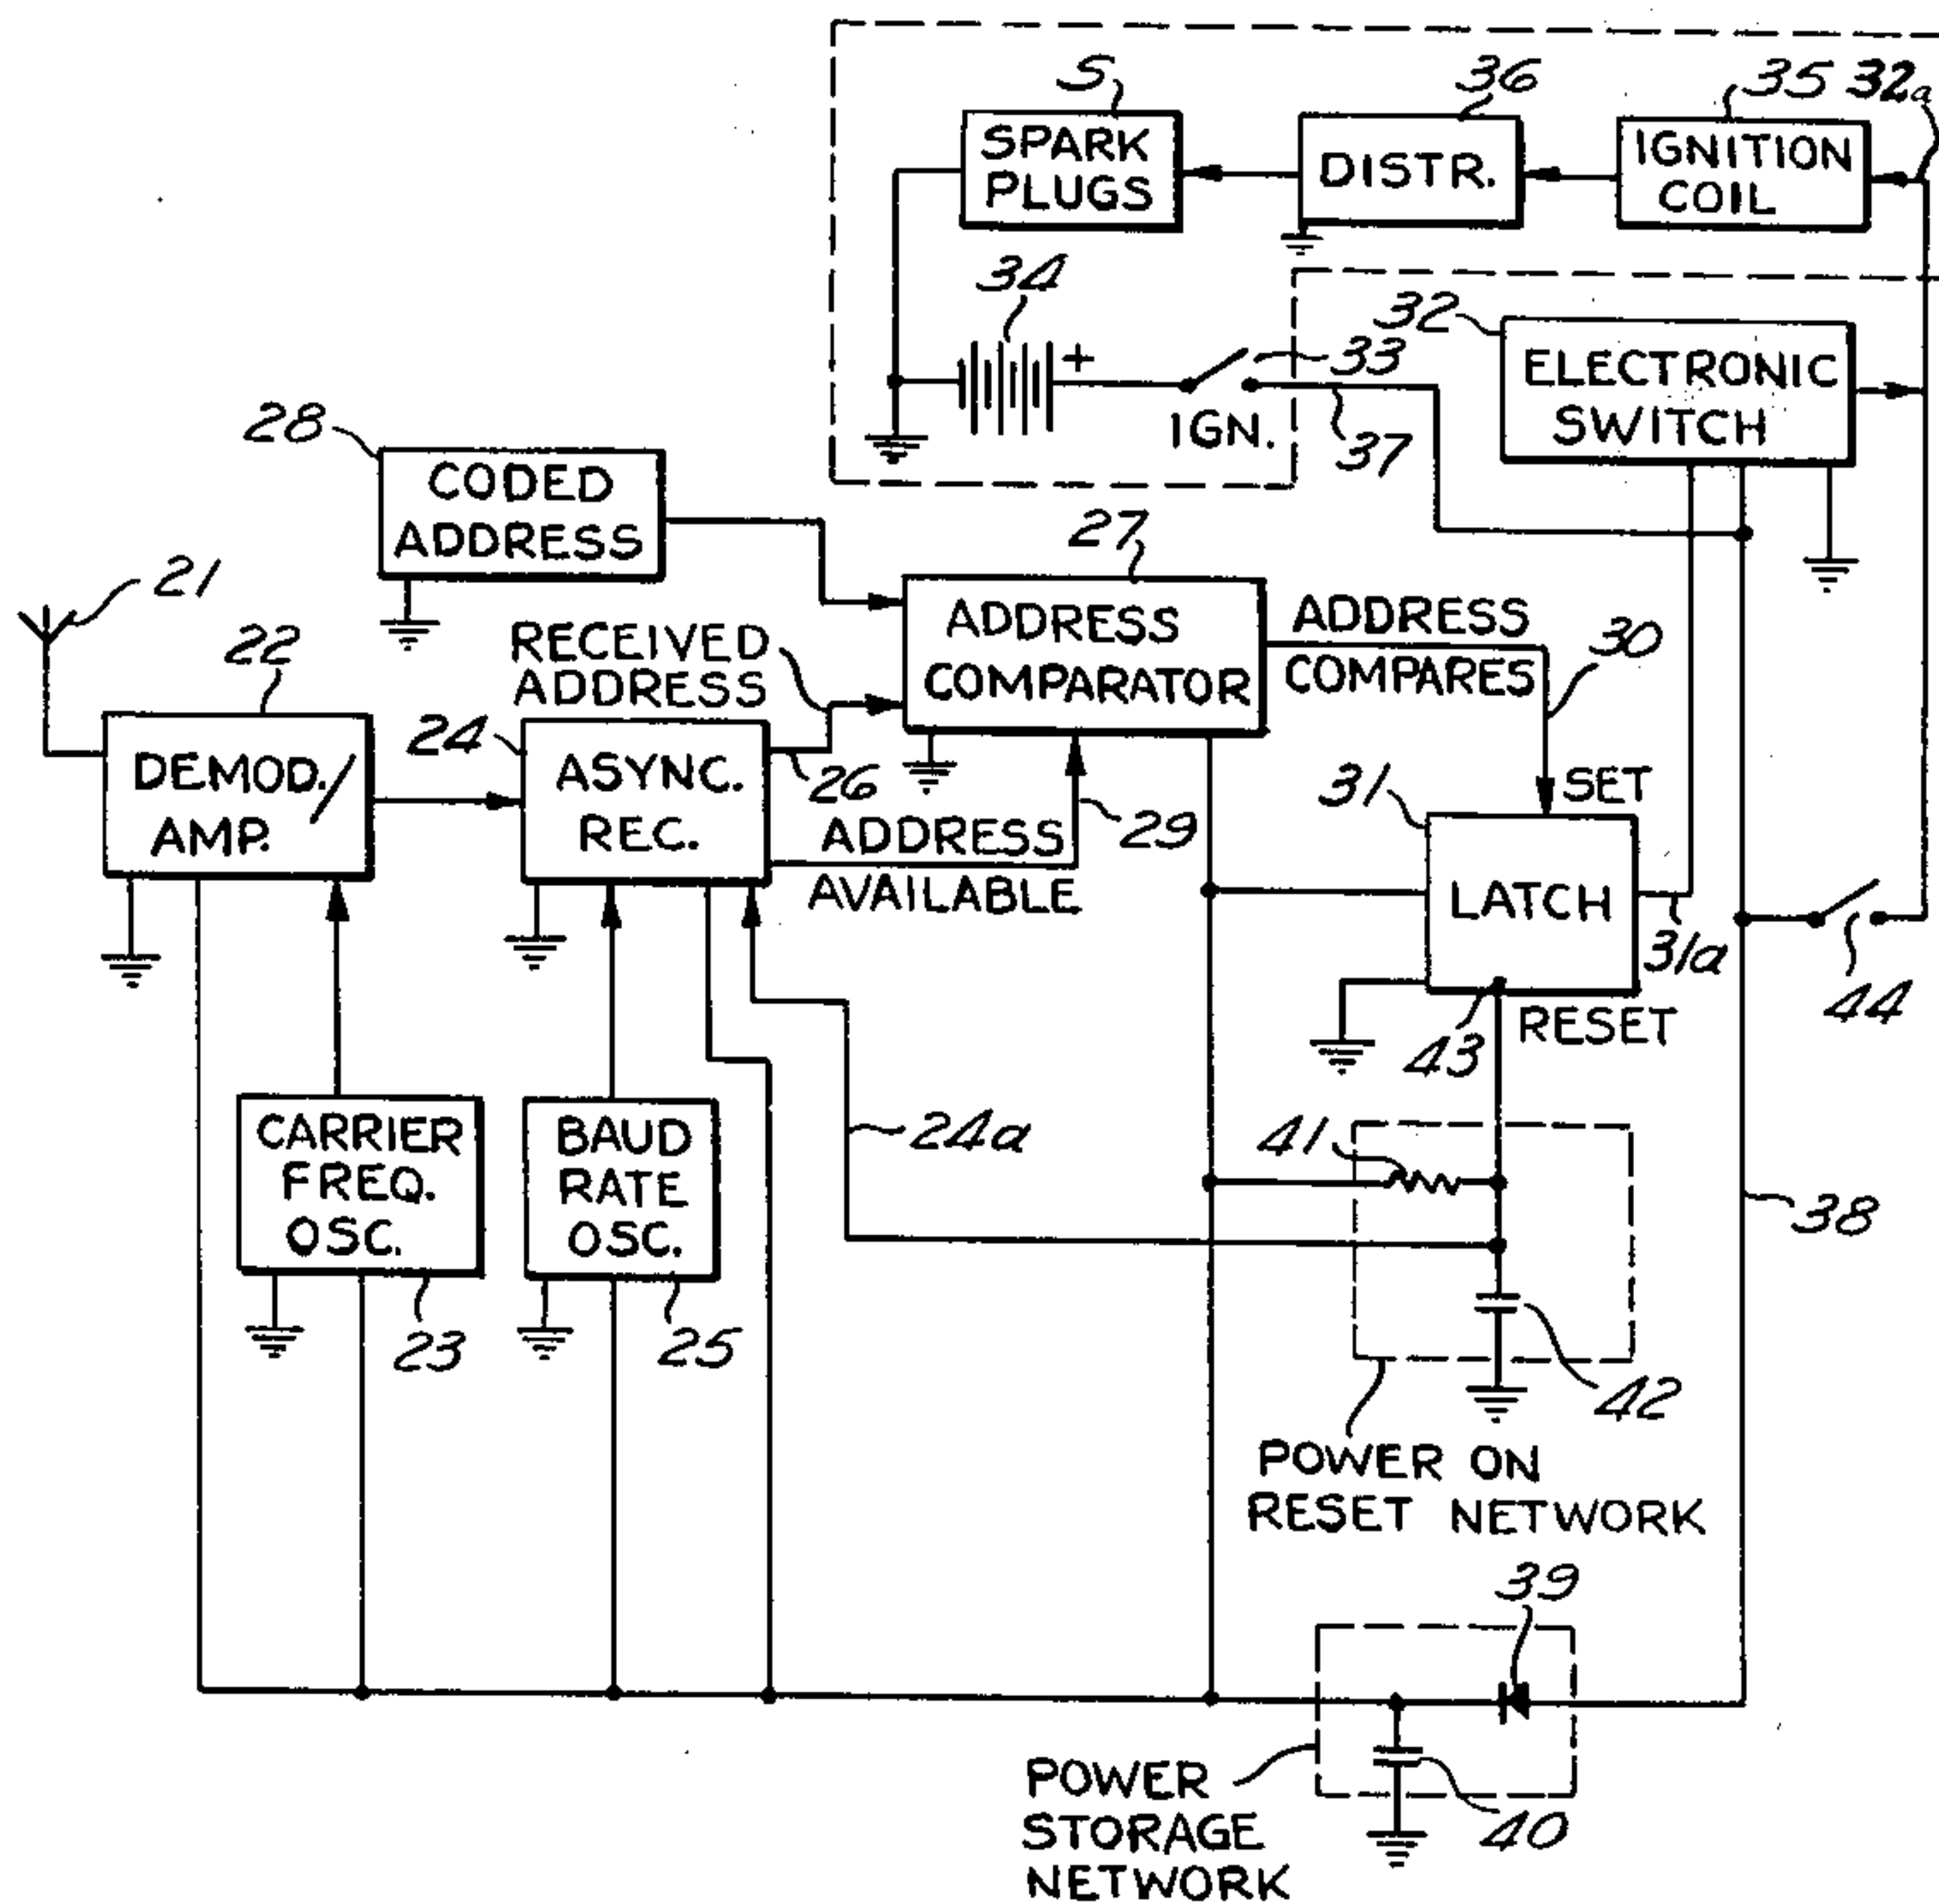 S
36
35
32a
SPARK
PLUGS
DISTR.
IGNITION
COIL
34
+
33
32
IGN.
37
ELECTRONIC
SWITCH
28
CODED
ADDRESS
21
27
ADDRESS
COMPARATOR
ADDRESS
COMPARES
30
RECEIVED
ADDRESS
22
24
26
DEMOD./
AMP.
ASYNC.
REC.
ADDRESS
AVAILABLE
29
31
SET
LATCH
31a
44
43
RESET
CARRIER
FREQ.
OSC.
23
BAUD
RATE
OSC.
25
24a
41
38
42
POWER ON
RESET NETWORK
39
POWER
STORAGE
NETWORK
40